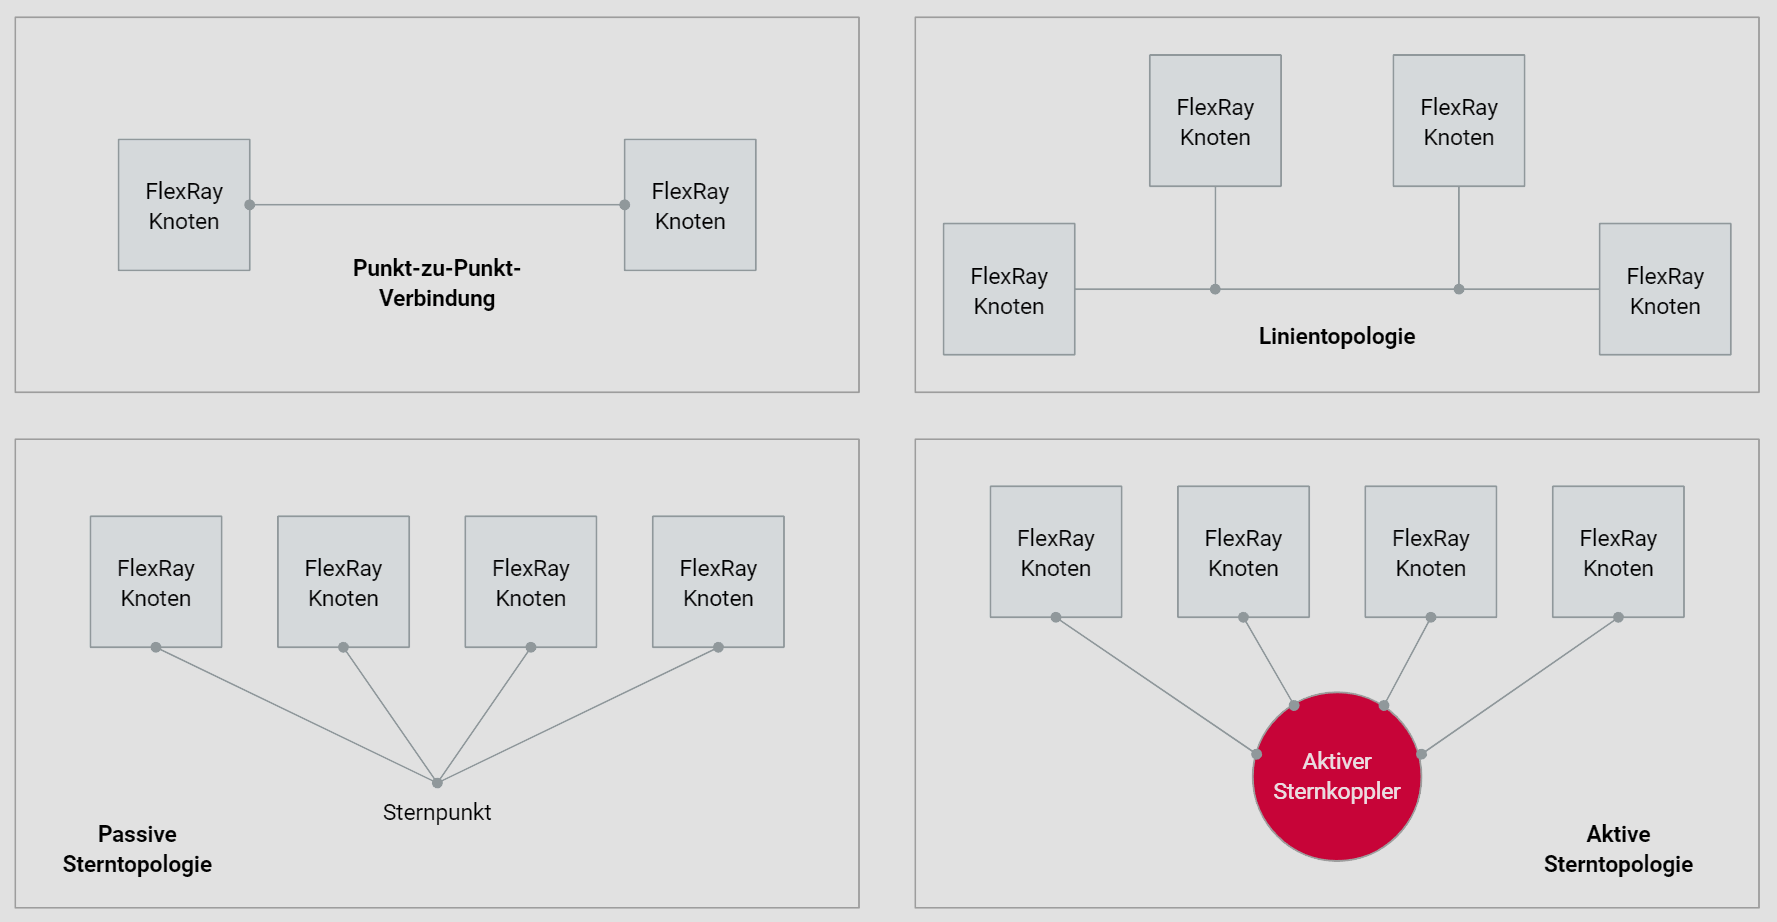 FlexRay
Knoten
FlexRay
Knoten
Punkt-zu-Punkt-
Verbindung
FlexRay
Knoten
FlexRay
Knoten
FlexRay
Knoten
FlexRay
Knoten
Linientopologie
FlexRay
Knoten
FlexRay
Knoten
FlexRay
Knoten
FlexRay
Knoten
Sternpunkt
Passive
Sterntopologie
FlexRay
Knoten
FlexRay
Knoten
FlexRay
Knoten
FlexRay
Knoten
Aktiver
Sternkoppler
Aktive
Sterntopologie